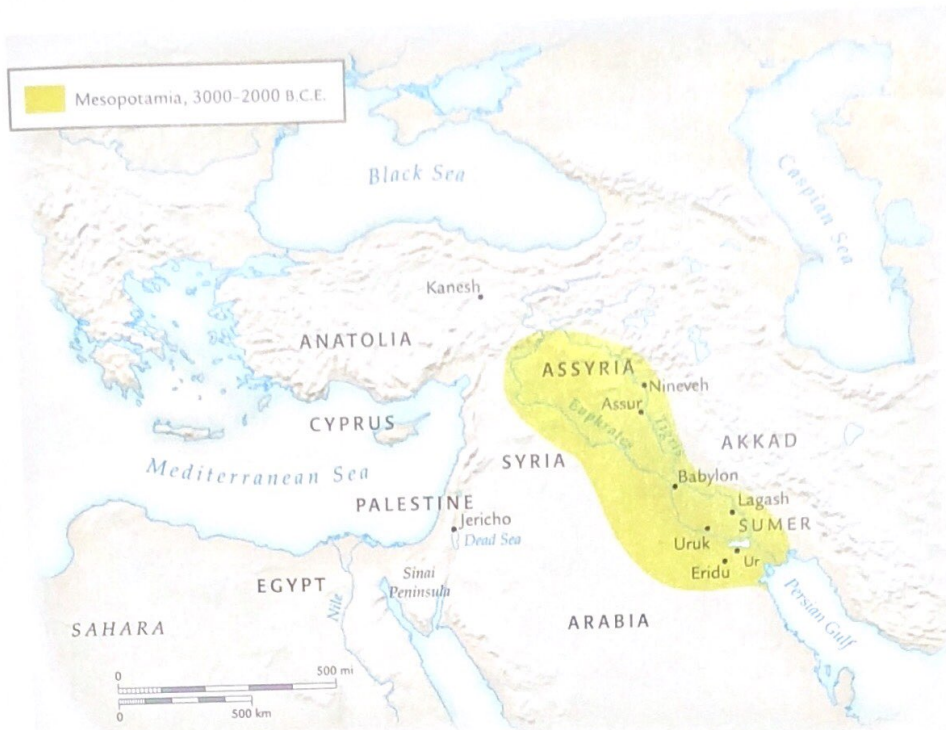 Mesopotamia, 3000–2000 B.C.E.
Black Sea
Caspian Sea
Kanesh
ANATOLIA
ASSYRIA
Nineveh
Assur
Euphrates
Tigris
CYPRUS
AKKAD
Mediterranean Sea
SYRIA
Babylon
PALESTINE
Lagash
Jericho
SUMER
Dead Sea
Uruk
Ur
Eridu
EGYPT
Sinai
Peninsula
Nile
Persian Gulf
ARABIA
SAHARA
0
500 mi
0
500 km